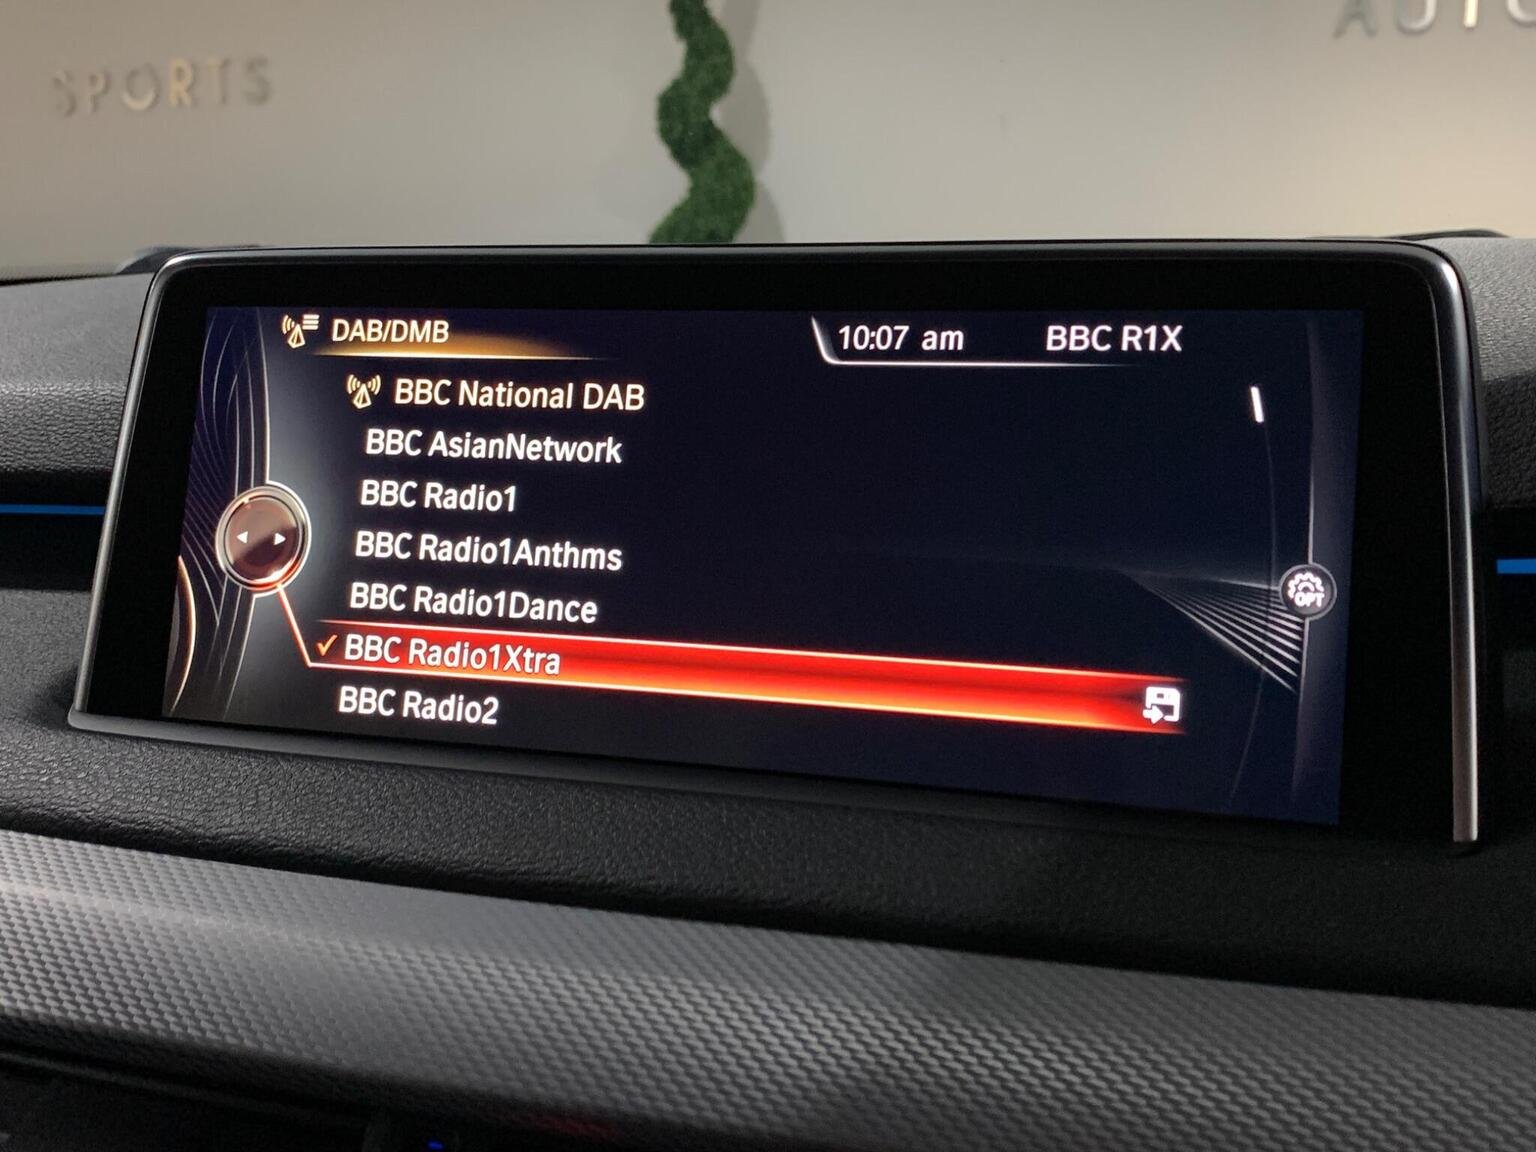 SPORTS
AUTO
DAB/DMB
10:07 am BBC R1X
BBC National DAB
BBC AsianNetwork
BBC Radio1
BBC Radio1Anthms
BBC Radio1Dance
BBC Radio1Xtra
BBC Radio2
OPT